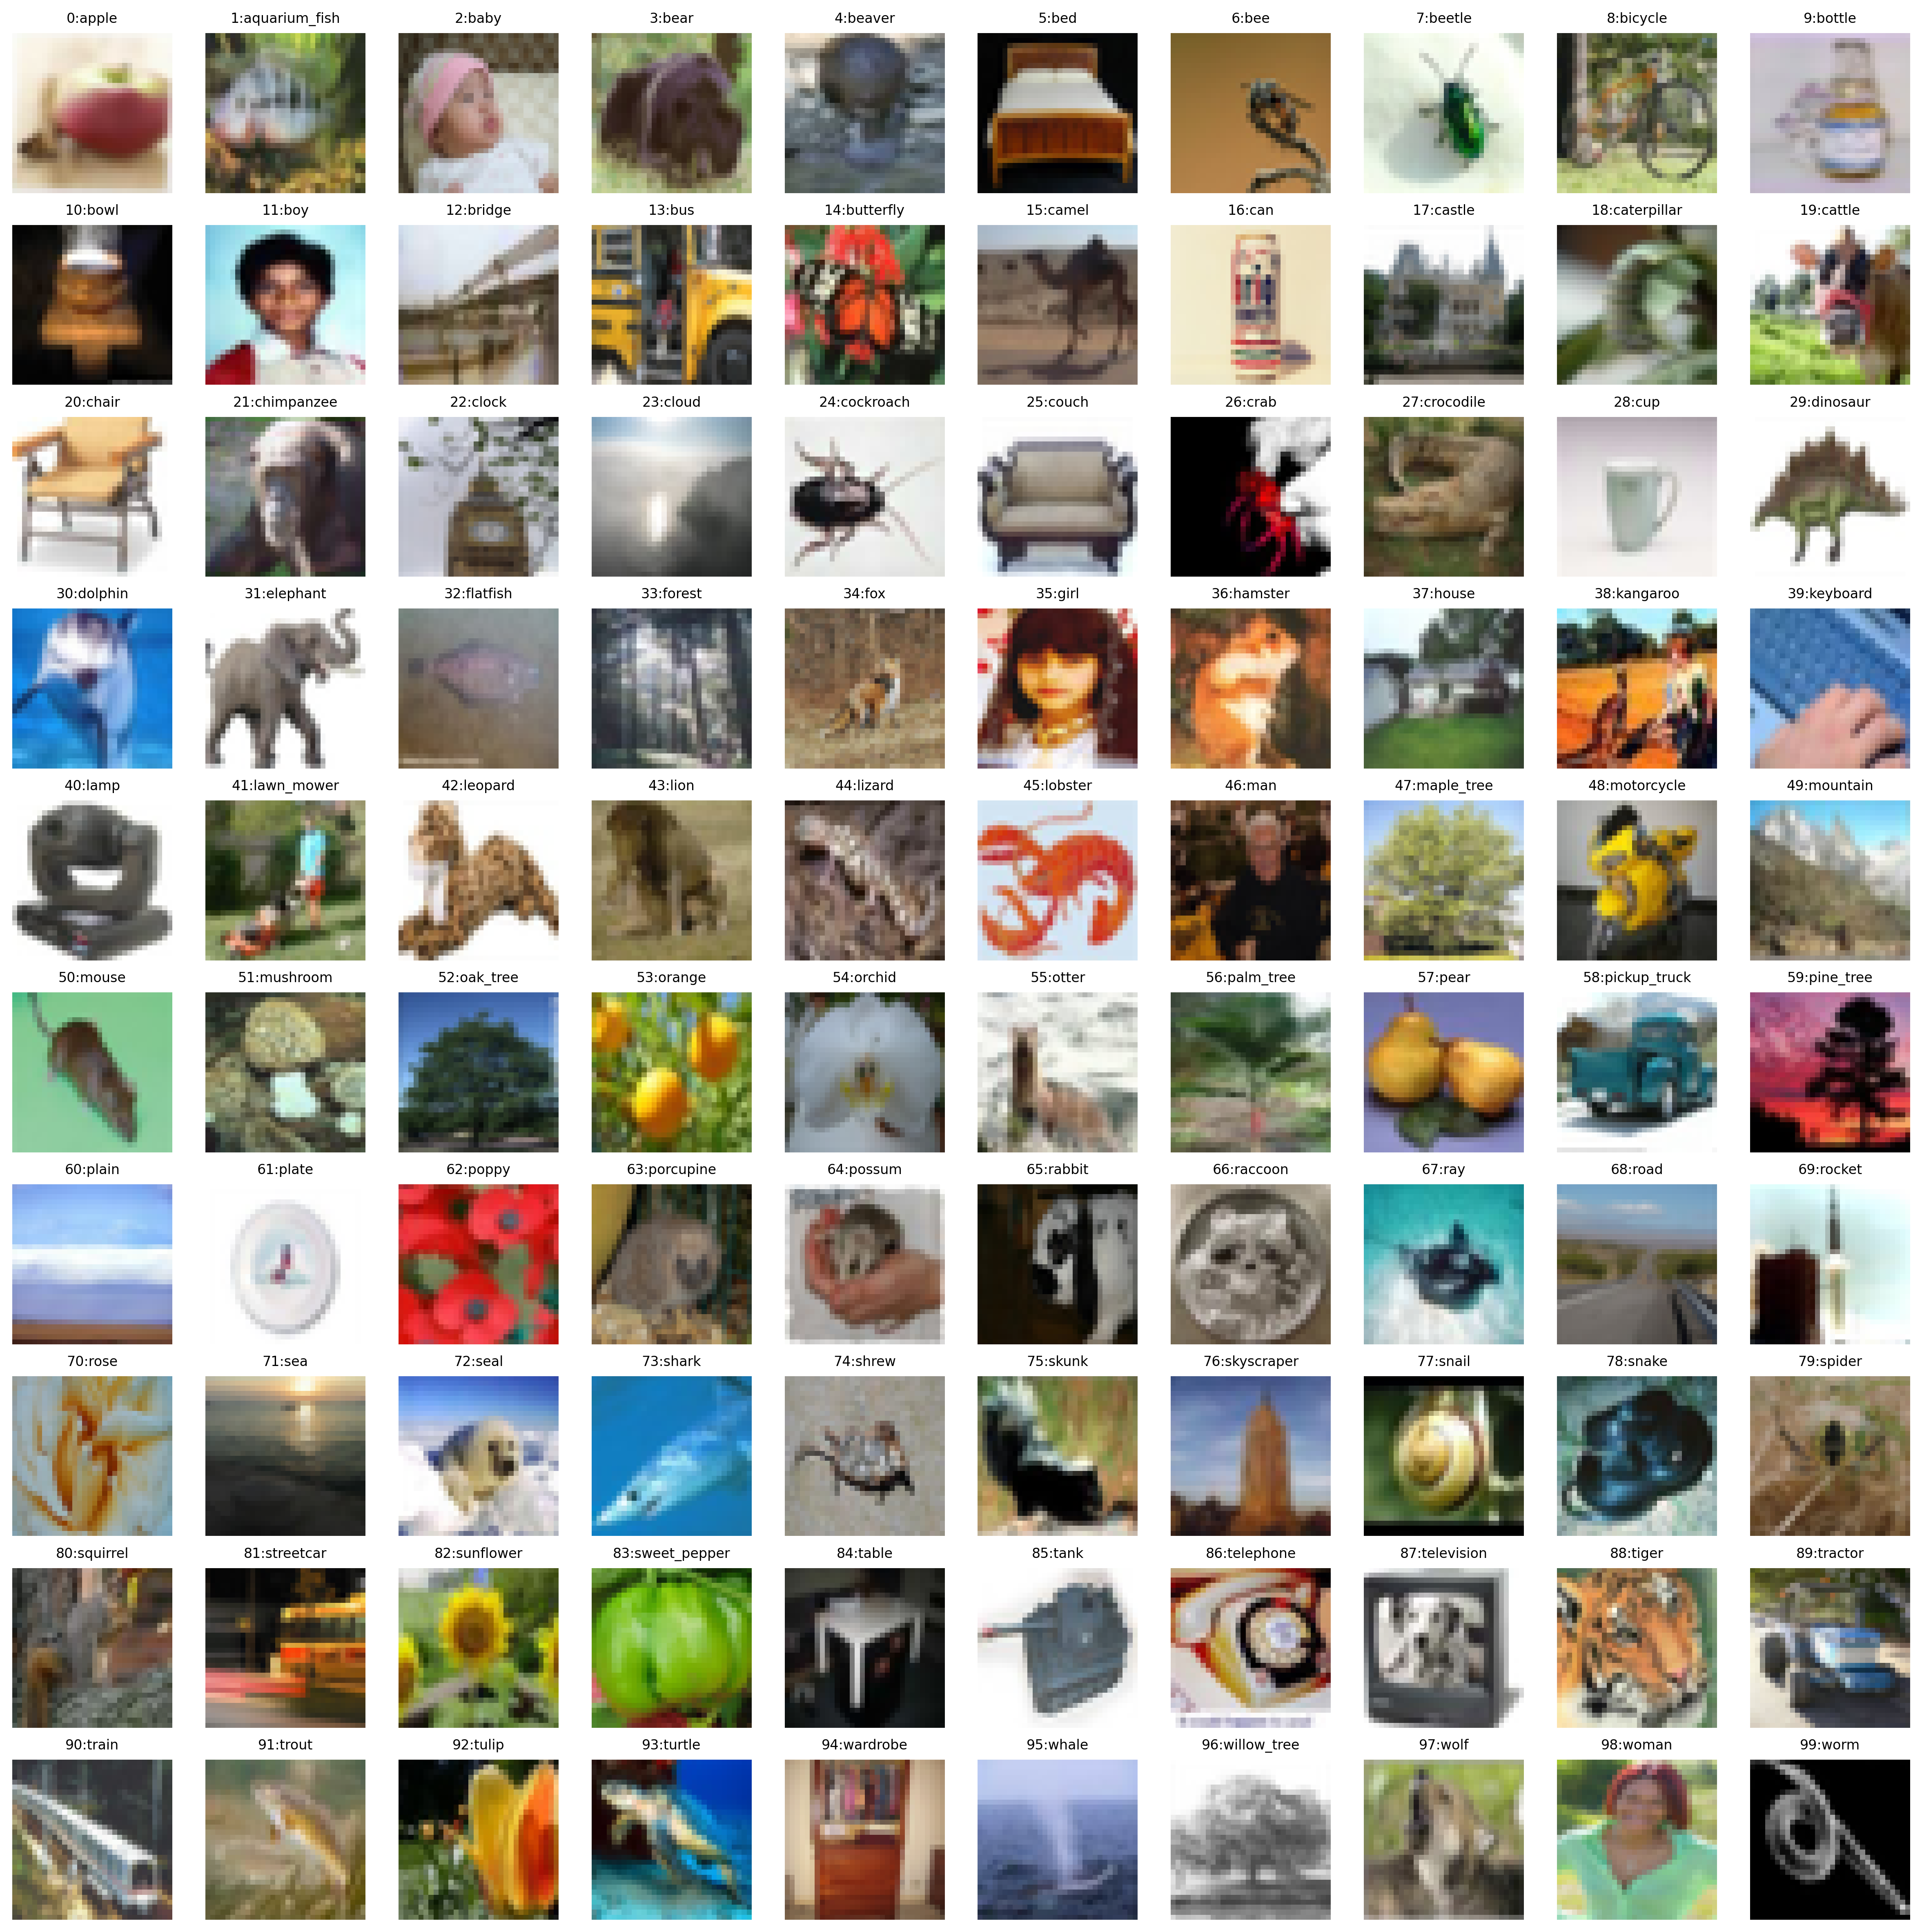 0:apple 1:aquarium_fish 2:baby 3:bear 4:beaver 5:bed 6:bee 7:beetle 8:bicycle 9:bottle
10:bowl 11:boy 12:bridge 13:bus 14:butterfly 15:camel 16:can 17:castle 18:caterpillar 19:cattle
20:chair 21:chimpanzee 22:clock 23:cloud 24:cockroach 25:couch 26:crab 27:crocodile 28:cup 29:dinosaur
30:dolphin 31:elephant 32:flatfish 33:forest 34:fox 35:girl 36:hamster 37:house 38:kangaroo 39:keyboard
40:lamp 41:lawn_mower 42:leopard 43:lion 44:lizard 45:lobster 46:man 47:maple_tree 48:motorcycle 49:mountain
50:mouse 51:mushroom 52:oak_tree 53:orange 54:orchid 55:otter 56:palm_tree 57:pear 58:pickup_truck 59:pine_tree
60:plain 61:plate 62:poppy 63:porcupine 64:possum 65:rabbit 66:raccoon 67:ray 68:road 69:rocket
70:rose 71:sea 72:seal 73:shark 74:shrew 75:skunk 76:skyscraper 77:snail 78:snake 79:spider
80:squirrel 81:streetcar 82:sunflower 83:sweet_pepper 84:table 85:tank 86:telephone 87:television 88:tiger 89:tractor
90:train 91:trout 92:tulip 93:turtle 94:wardrobe 95:whale 96:willow_tree 97:wolf 98:woman 99:worm